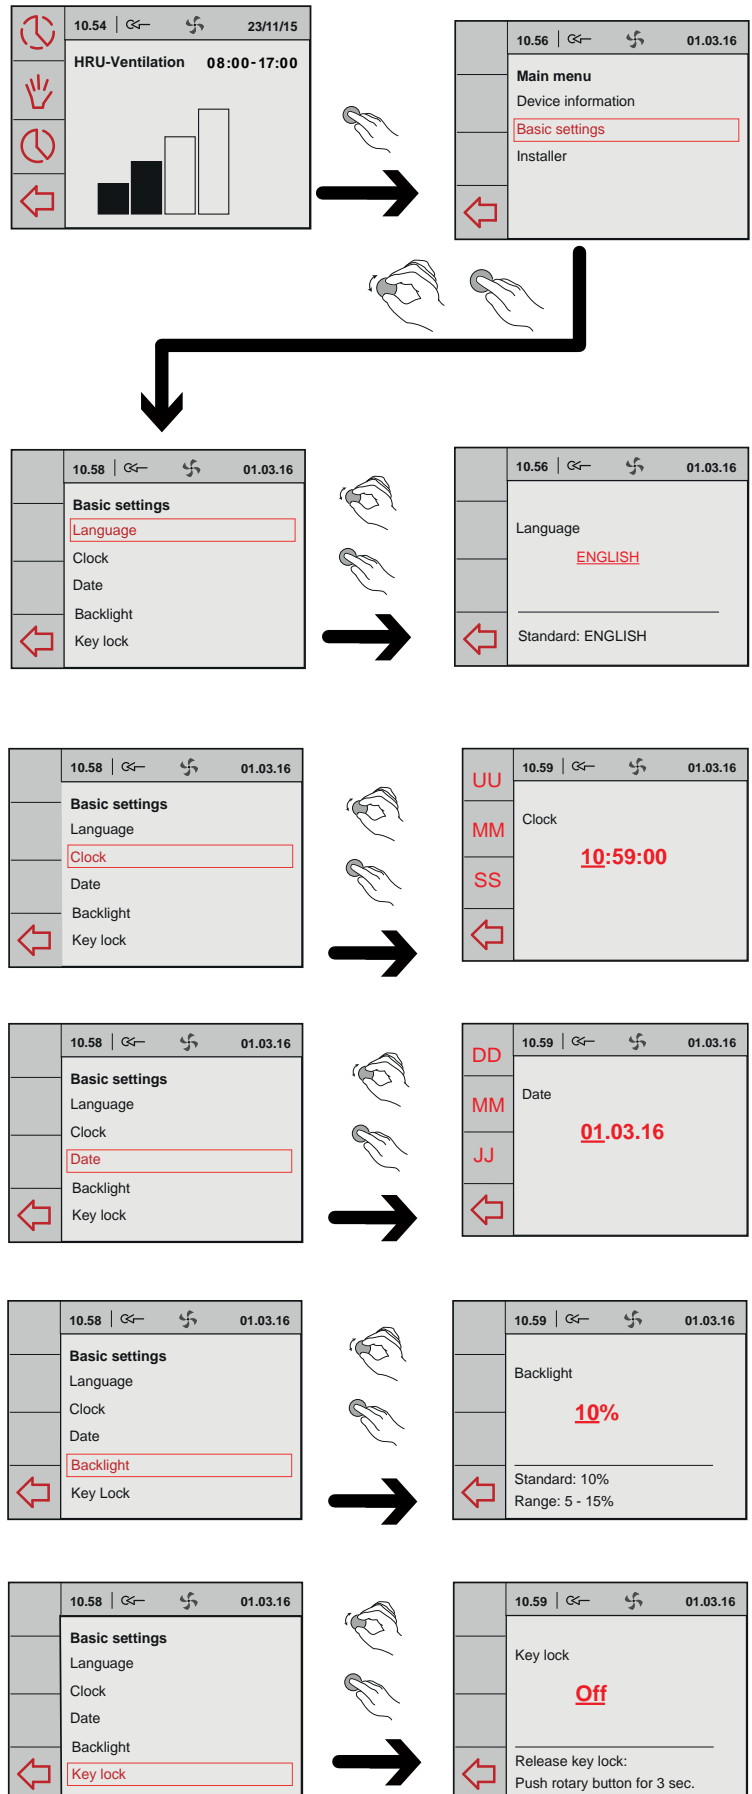 10.54 23/11/15
HRU-Ventilation 08:00-17:00
10.56 01.03.16
Main menu
Device information
Basic settings
Installer
10.58 01.03.16
Basic settings
Language
Clock
Date
Backlight
Key lock
10.56 01.03.16
Language
ENGLISH
Standard: ENGLISH
10.58 01.03.16
Basic settings
Language
Clock
Date
Backlight
Key lock
UU
MM
SS
10.59 01.03.16
Clock
10:59:00
10.58 01.03.16
Basic settings
Language
Clock
Date
Backlight
Key lock
DD
MM
JJ
10.59 01.03.16
Date
01.03.16
10.58 01.03.16
Basic settings
Language
Clock
Date
Backlight
Key Lock
10.59 01.03.16
Backlight
10%
Standard: 10%
Range: 5 - 15%
10.58 01.03.16
Basic settings
Language
Clock
Date
Backlight
Key lock
10.59 01.03.16
Key lock
Off
Release key lock:
Push rotary button for 3 sec.